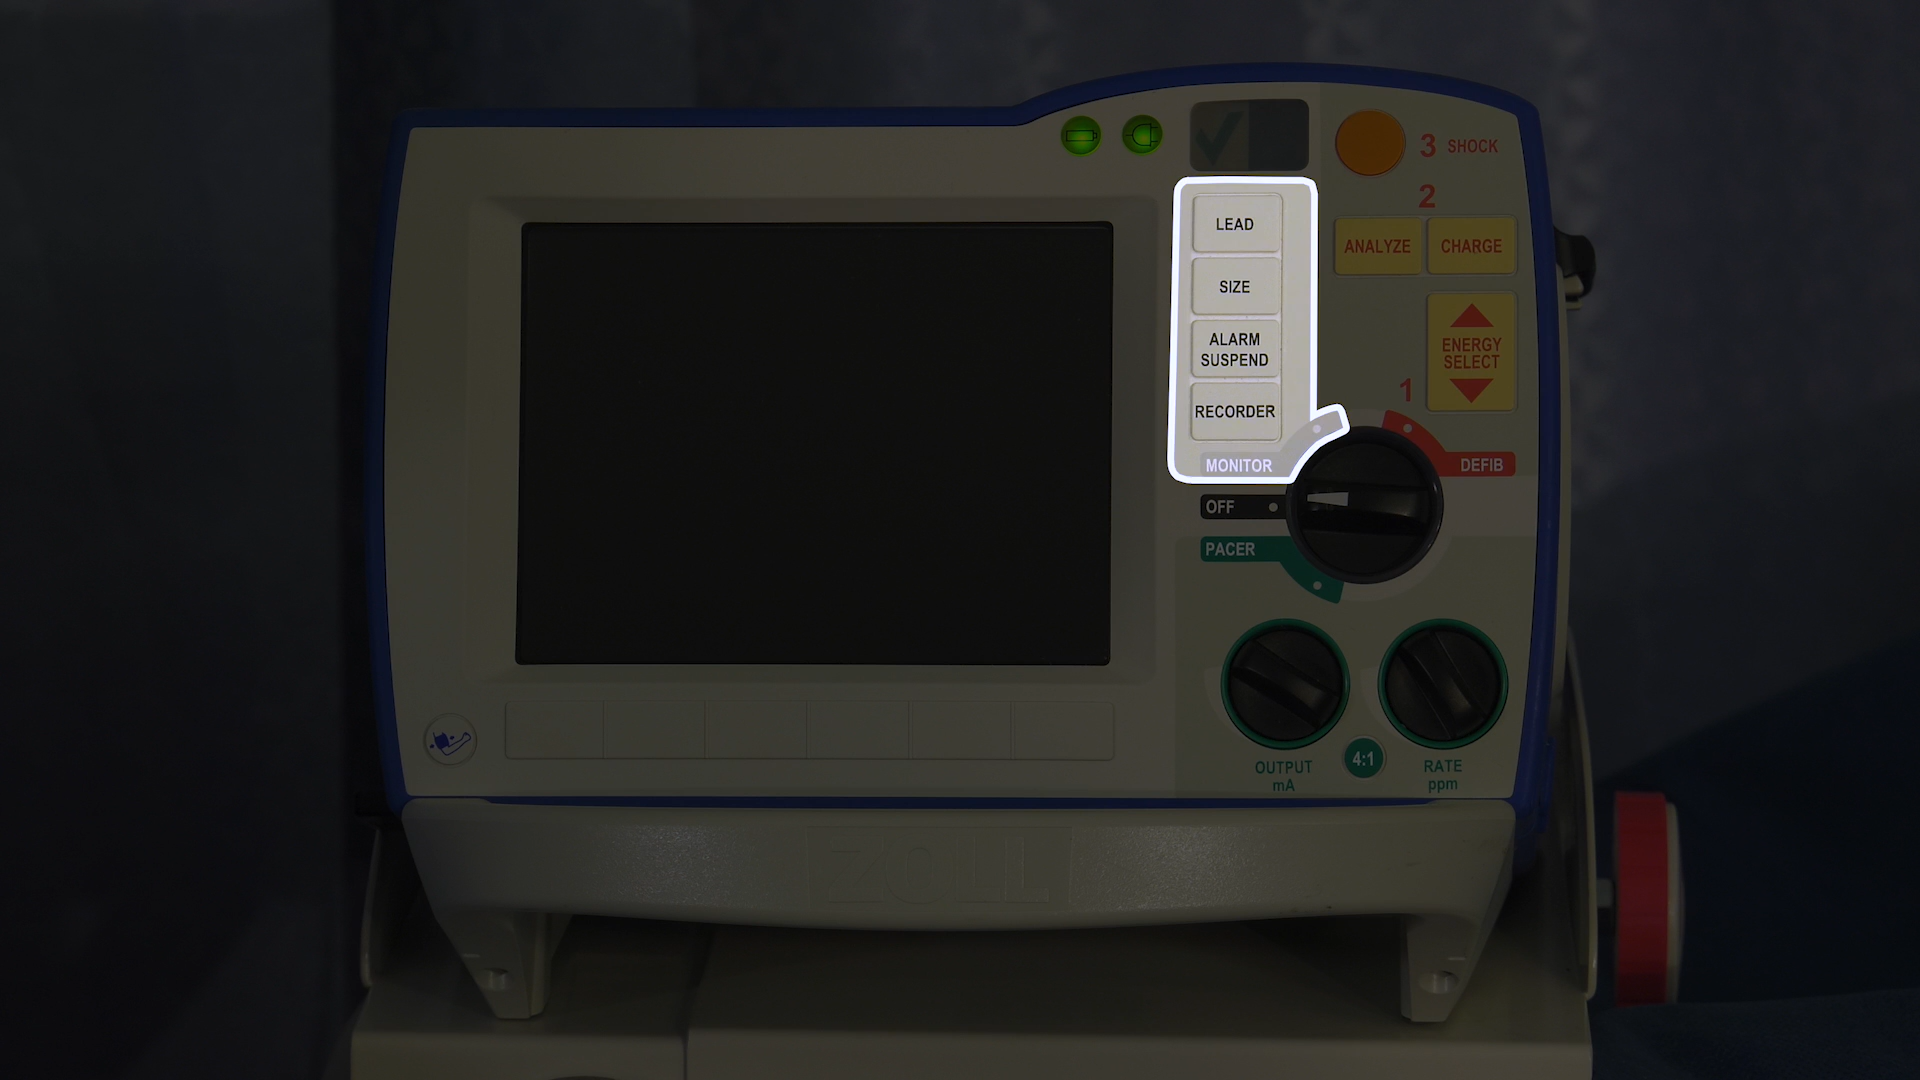 3 SHOCK
2
LEAD
ANALYZE
CHARGE
SIZE
ALARM
SUSPEND
ENERGY
SELECT
1
RECORDER
MONITOR
DEFIB
OFF
PACER
OUTPUT
mA
4:1
RATE
ppm
ZOLL